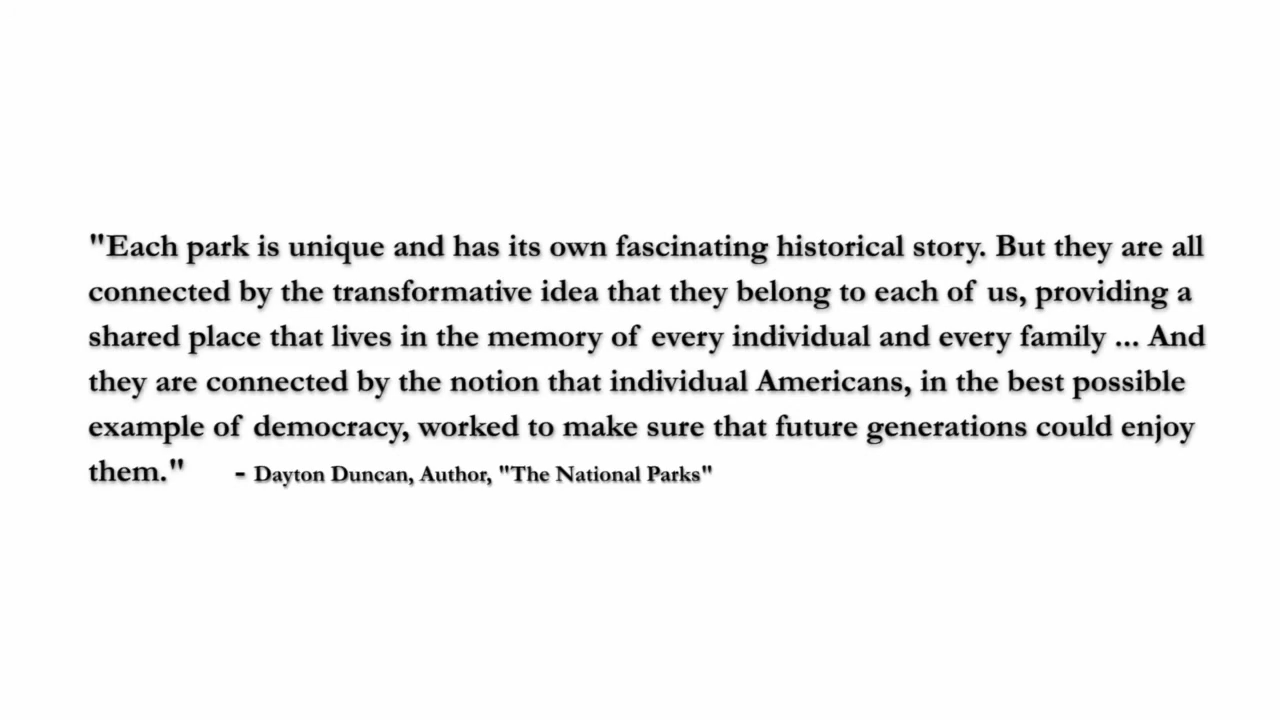 "Each park is unique and has its own fascinating historical story. But they are all
connected by the transformative idea that they belong to each of us, providing a
shared place that lives in the memory of every individual and every family ... And
they are connected by the notion that individual Americans, in the best possible
example of democracy, worked to make sure that future generations could enjoy
them." - Dayton Duncan, Author, "The National Parks"